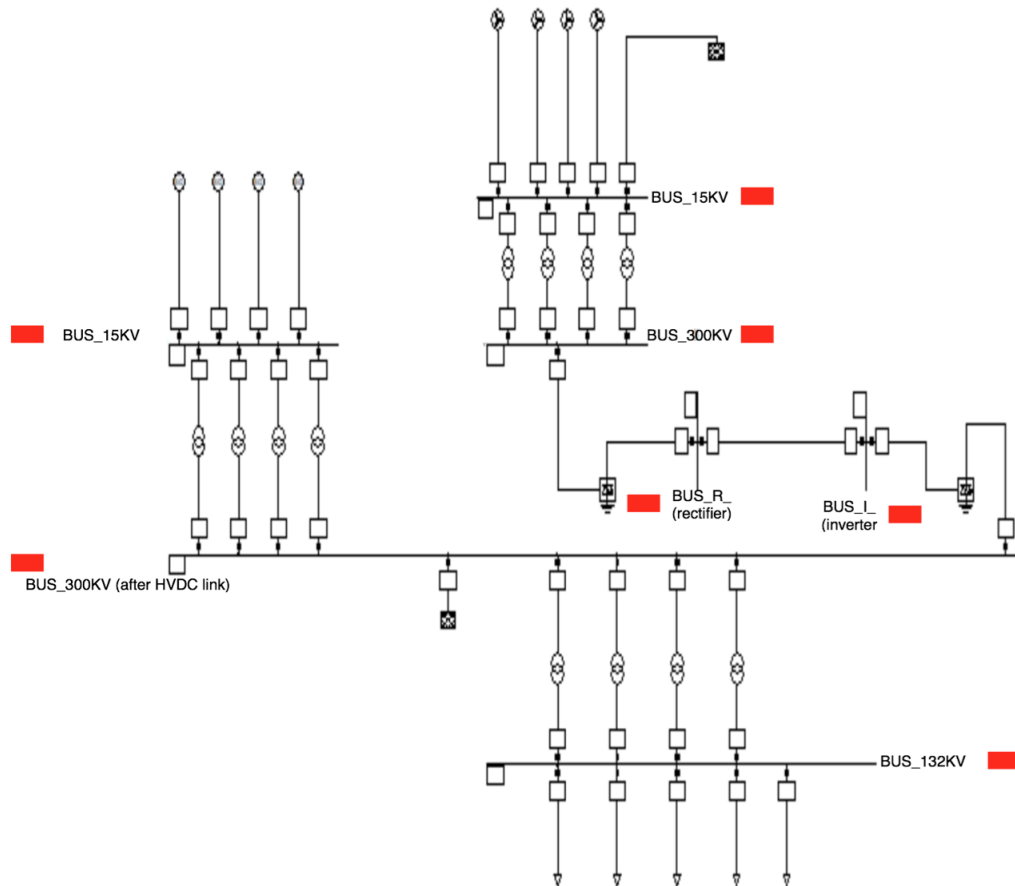 BUS_15KV
BUS_15KV
BUS_300KV
BUS_R_
(rectifier)
BUS_I_
(inverter
BUS_300KV (after HVDC link)
BUS_132KV